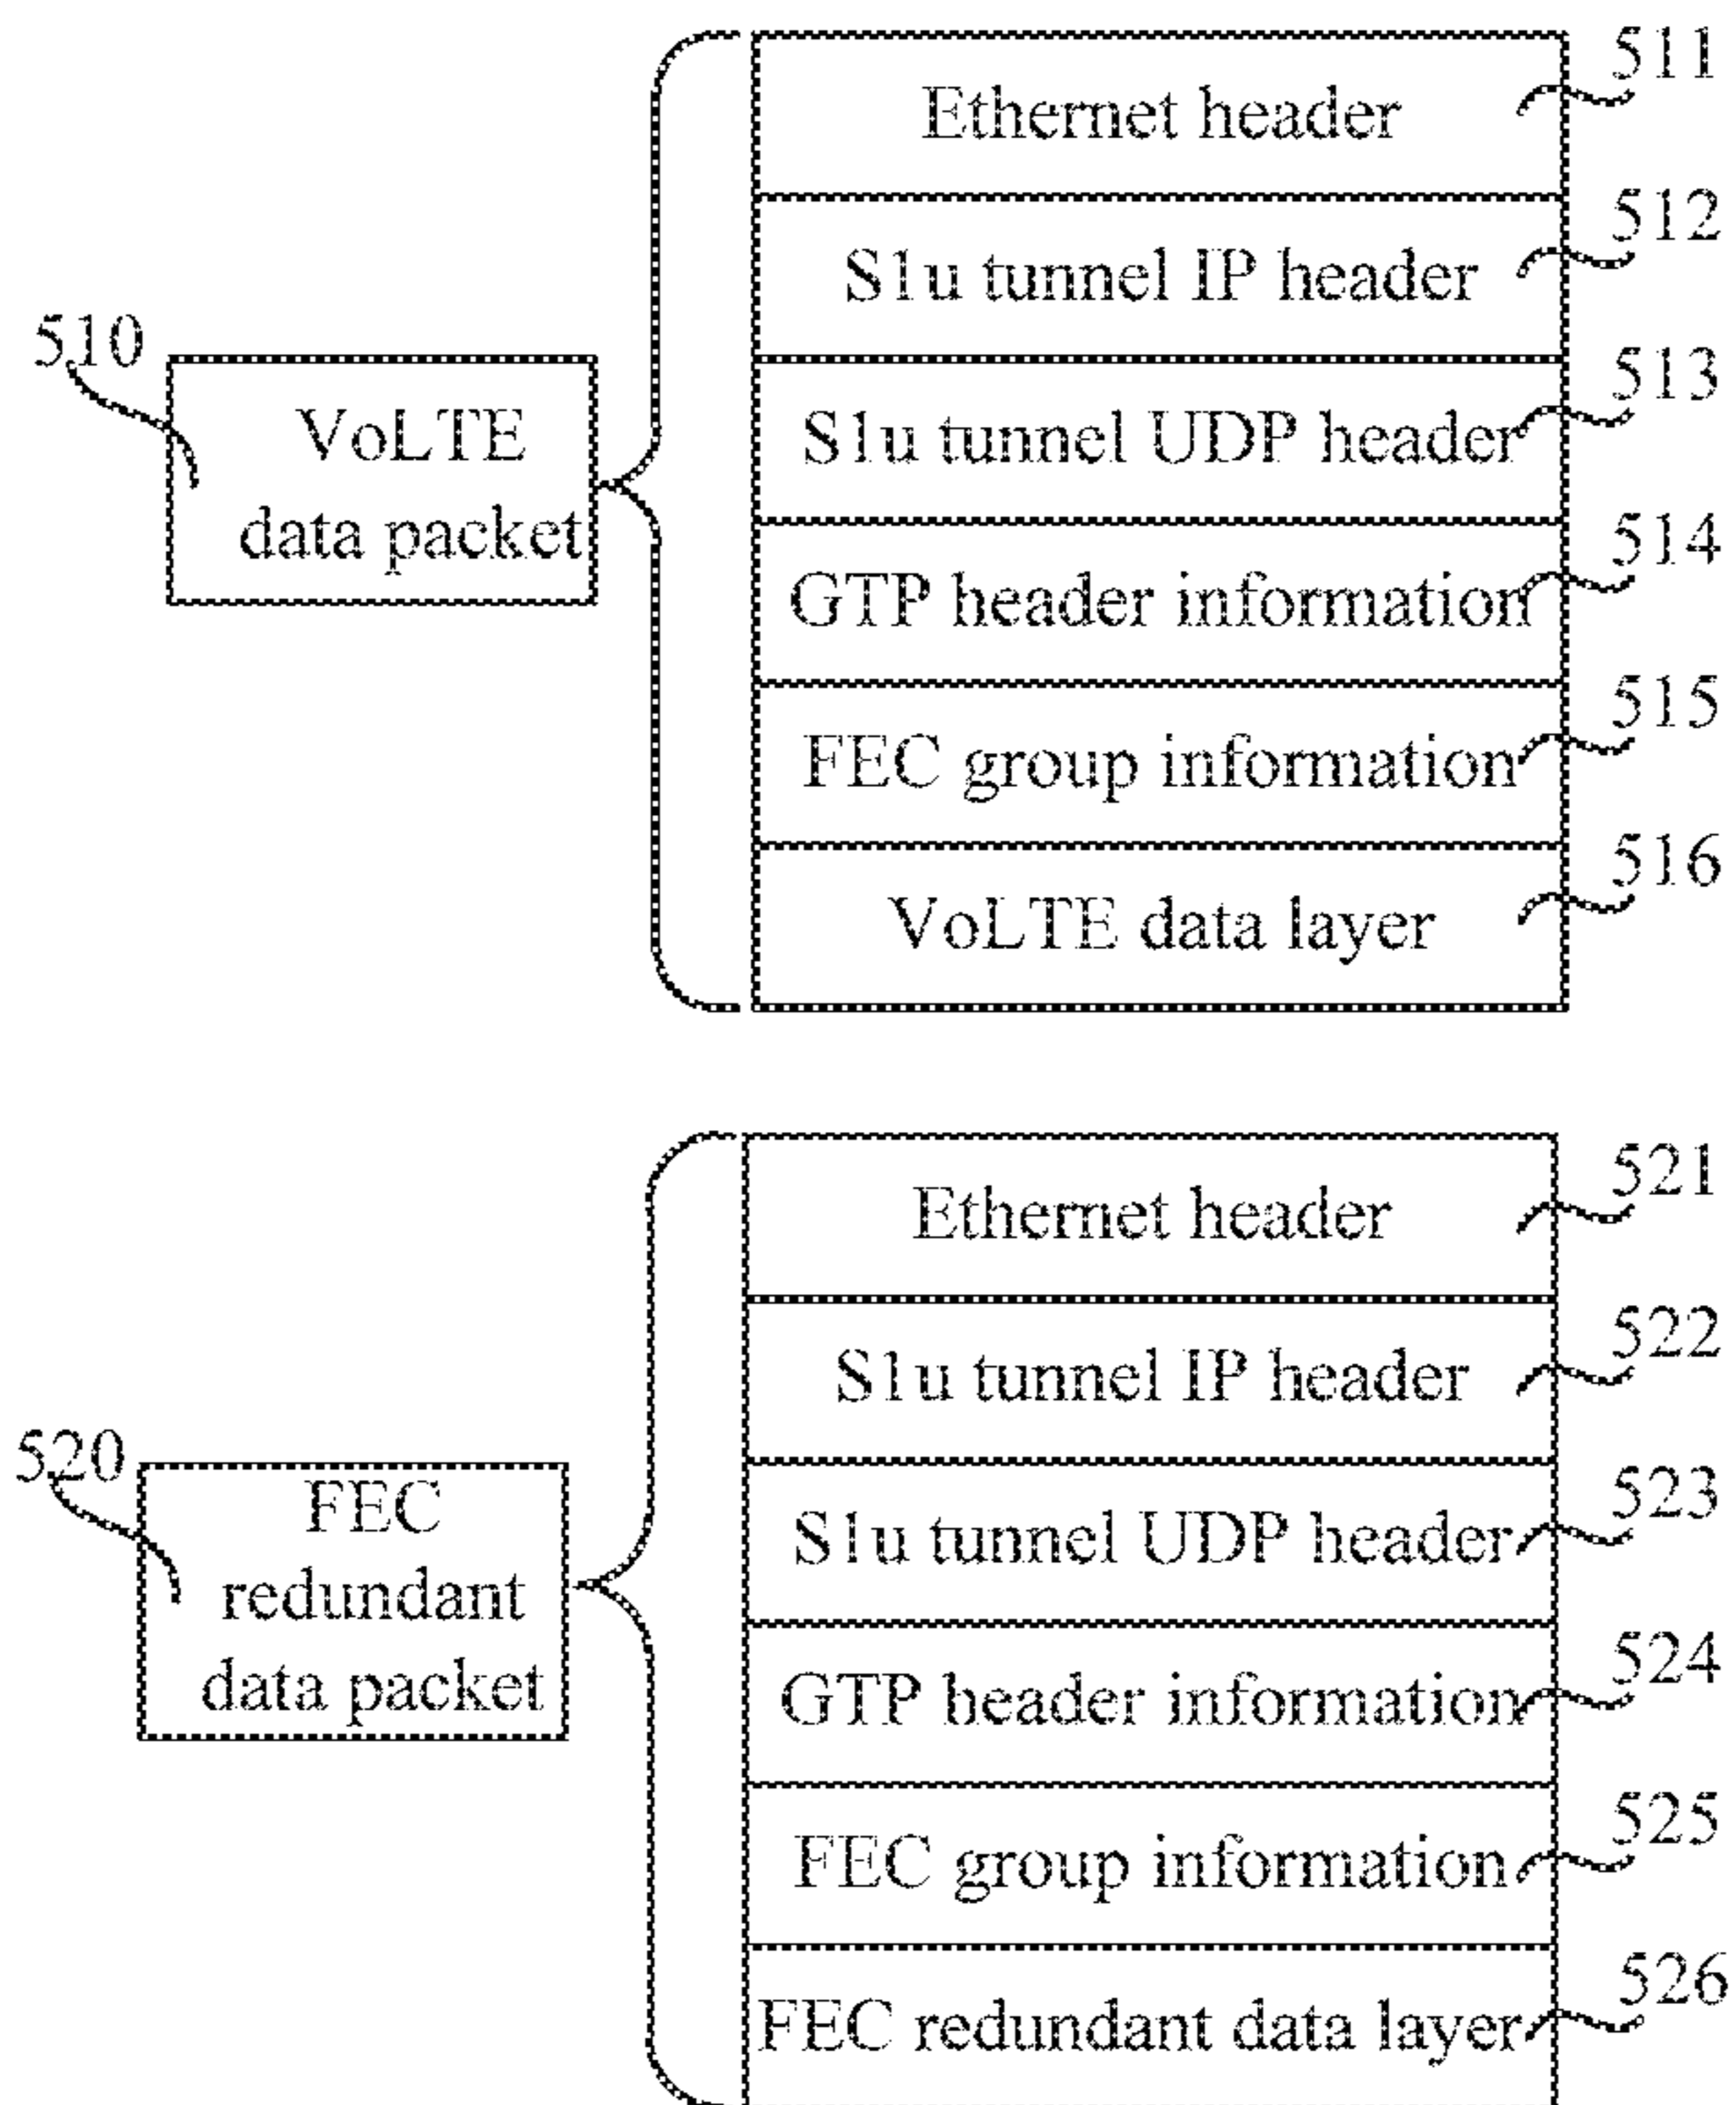 511
Ethernet header
512
S1u tunnel IP header
510
513
VoLTE
data packet
S1u tunnel UDP header
514
GTP header information
515
FEC group information
516
VoLTE data layer
521
Ethernet header
522
S1u tunnel IP header
520
523
FEC
redundant
data packet
S1u tunnel UDP header
524
GTP header information
525
FEC group information
526
FEC redundant data layer